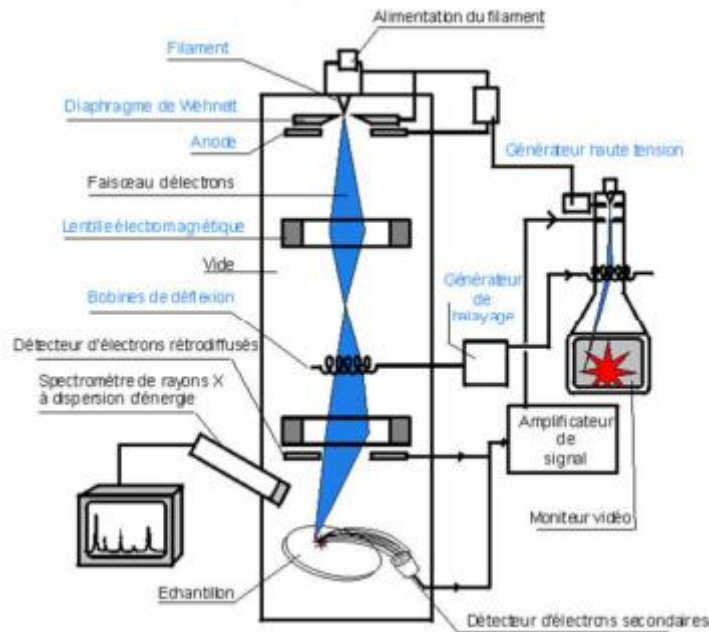 Alimentation du filament
Filament
Diaphragme de Wehnelt
Anode
Générateur haute tension
Faisceau délectrons
Lentille électromagnétique
Vide
Générateur
de
balayage
Bobines de déflexion
Détecteur d'électrons rétrodiffusés
Spectromètre de rayons X
à dispersion d'énergie
Amplificateur
de
signal
Moniteur vidéo
Echantillon
Détecteur d'électrons secondaires